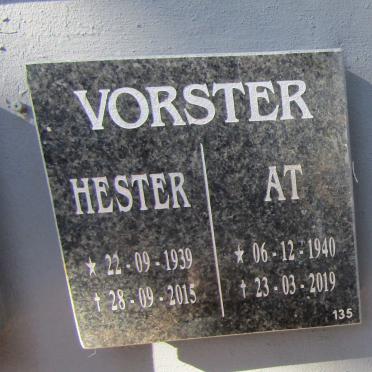 VORSTER
HESTER
★ 22-09-1939
† 28-09-2015
AT
★ 06-12-1940
† 23-03-2019
135